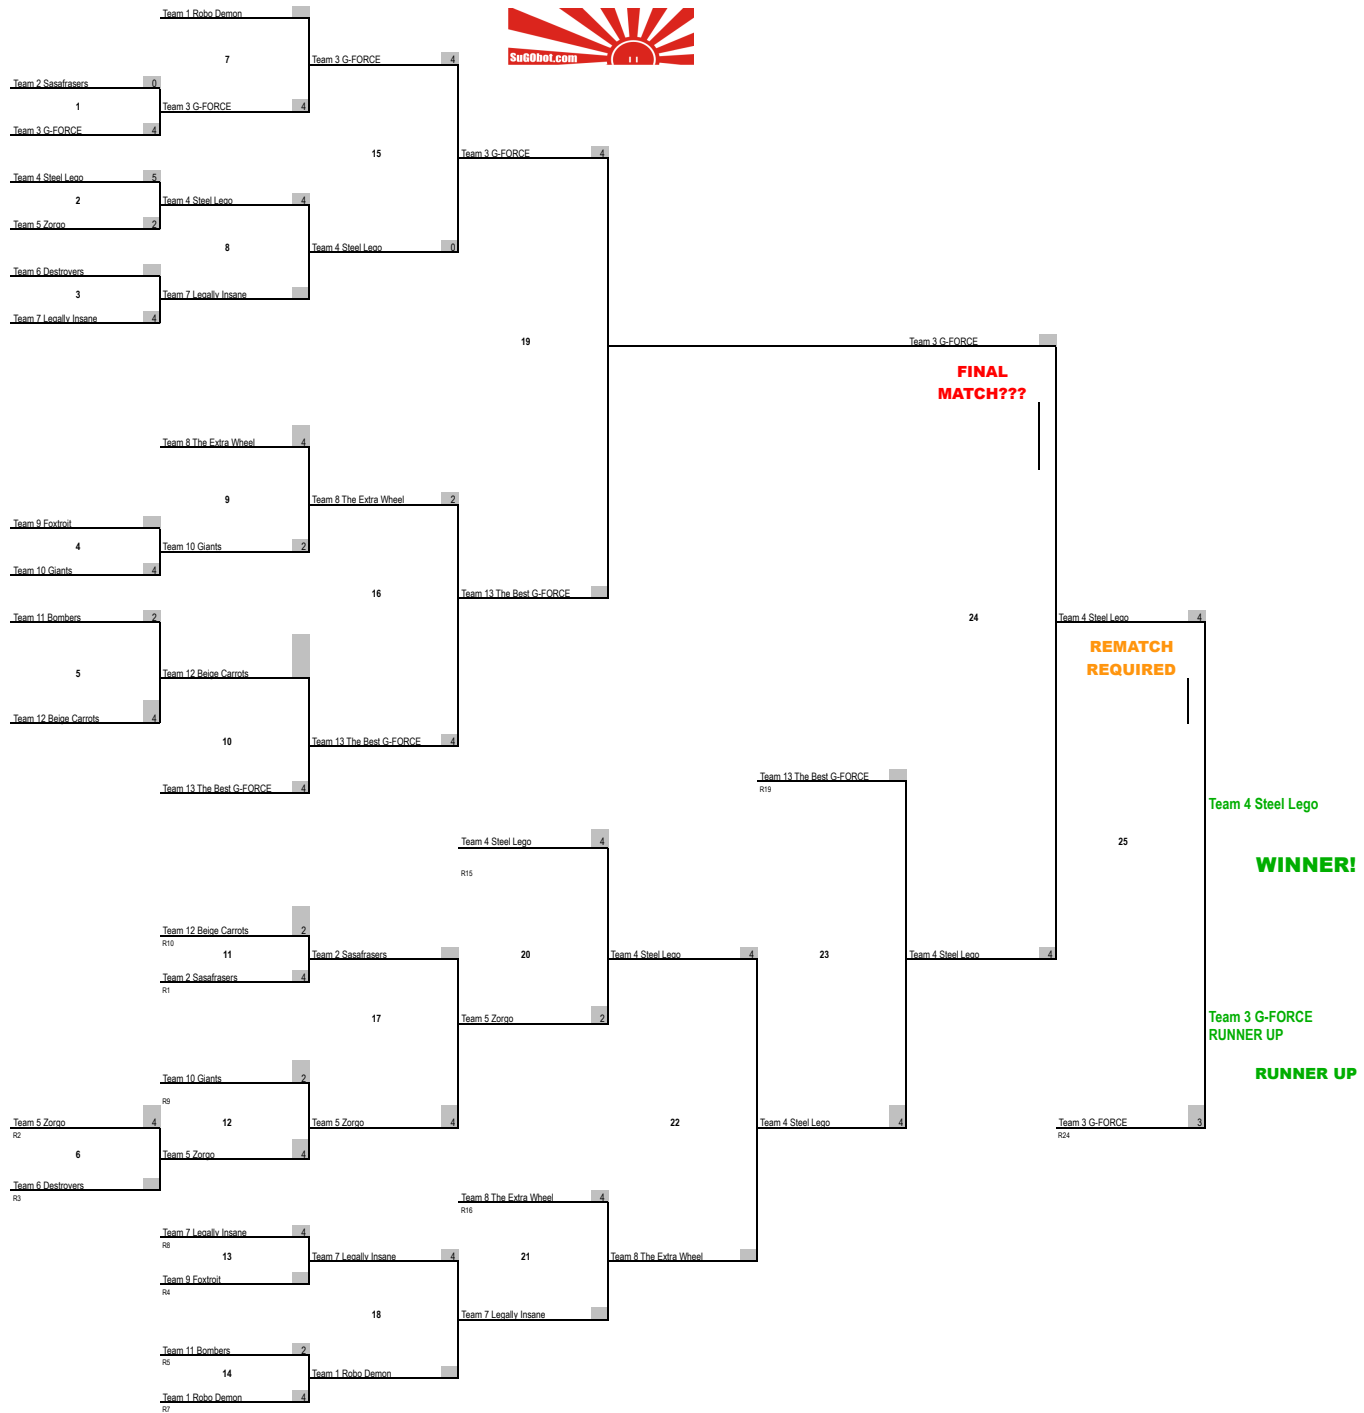 Team 1 Robo Demon
SuGObot.com
7
Team 3 G-FORCE 4
Team 2 Sasafrasers 0
1
Team 3 G-FORCE 4
Team 3 G-FORCE 4
15
Team 3 G-FORCE 4
Team 4 Steel Lego 5
2
Team 4 Steel Lego 4
Team 5 Zorgo 2
8
Team 4 Steel Lego 0
Team 6 Destroyers
3
Team 7 Legally Insane
Team 7 Legally Insane 4
19
Team 3 G-FORCE
FINAL
MATCH???
Team 8 The Extra Wheel 4
9
Team 8 The Extra Wheel 2
Team 9 Foxtroit
4
Team 10 Giants 2
Team 10 Giants 4
16
Team 13 The Best G-FORCE
Team 11 Bombers 2
24
Team 4 Steel Lego 4
REMATCH
REQUIRED
5
Team 12 Beige Carrots
Team 12 Beige Carrots 4
10
Team 13 The Best G-FORCE 4
Team 13 The Best G-FORCE 4
Team 13 The Best G-FORCE
R19
Team 4 Steel Lego
Team 4 Steel Lego 4
R15
25
WINNER!
Team 12 Beige Carrots 2
R10
11
Team 2 Sasafrasers
20
Team 4 Steel Lego 4
23
Team 4 Steel Lego 4
Team 2 Sasafrasers 4
R1
17
Team 5 Zorgo 2
Team 3 G-FORCE
RUNNER UP
RUNNER UP
Team 10 Giants 2
R9
Team 5 Zorgo 4
R2
12
Team 5 Zorgo 4
22
Team 4 Steel Lego 4
Team 3 G-FORCE 3
R24
6
Team 5 Zorgo 4
Team 6 Destroyers
R3
Team 8 The Extra Wheel 4
R16
Team 7 Legally Insane 4
R8
13
Team 7 Legally Insane 4
21
Team 8 The Extra Wheel
Team 9 Foxtroit
R4
18
Team 7 Legally Insane
Team 11 Bombers 2
R5
14
Team 1 Robo Demon
Team 1 Robo Demon 4
R7